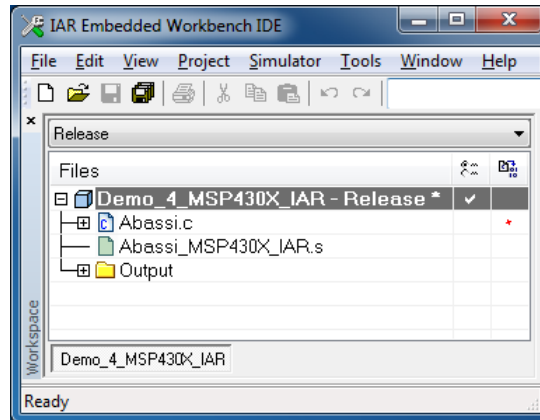 IAR Embedded Workbench IDE
File Edit View Project Simulator Tools Window Help
Release
Files
Demo_4_MSP430X_IAR - Release *
Abassi.c
Abassi_MSP430X_IAR.s
Output
Workspace
Demo_4_MSP430X_IAR
Ready